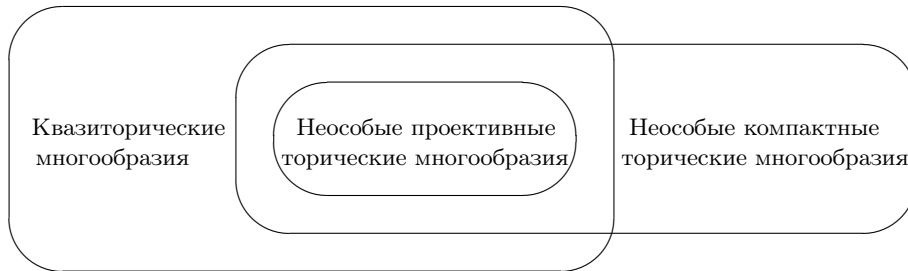 Квазиторические
многообразия
Неособые проективные
торические многообразия
Неособые компактные
торические многообразия